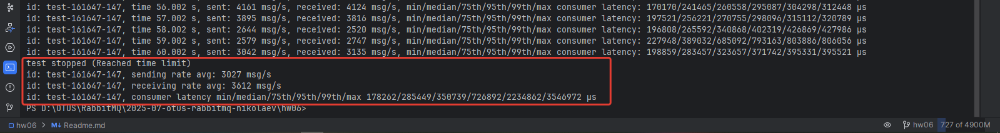 id: test-161647-147, time 56.002 s, sent: 4161 msg/s, received: 4124 msg/s, min/median/75th/95th/99th/max consumer latency: 170170/241465/260558/295087/304298/312448 µs
id: test-161647-147, time 57.002 s, sent: 3895 msg/s, received: 3816 msg/s, min/median/75th/95th/99th/max consumer latency: 197521/256221/270755/298096/315112/320789 µs
id: test-161647-147, time 58.002 s, sent: 2644 msg/s, received: 2520 msg/s, min/median/75th/95th/99th/max consumer latency: 196808/265592/340868/402319/426869/427986 µs
id: test-161647-147, time 59.002 s, sent: 2579 msg/s, received: 2747 msg/s, min/median/75th/95th/99th/max consumer latency: 227948/389032/685092/793163/803886/806056 µs
id: test-161647-147, time 60.002 s, sent: 3042 msg/s, received: 3135 msg/s, min/median/75th/95th/99th/max consumer latency: 198859/283457/323657/371742/395331/395521 µs
test stopped (Reached time limit)
id: test-161647-147, sending rate avg: 3027 msg/s
id: test-161647-147, receiving rate avg: 3612 msg/s
id: test-161647-147, consumer latency min/median/75th/95th/99th/max 178262/285449/350739/726892/2234862/3546972 µs
PS D:\OTUS\RabbitMQ\2025-07-otus-rabbitmq-nikolaev\hw06>
hw06 > M↓ Readme.md hw06 727 of 4900M